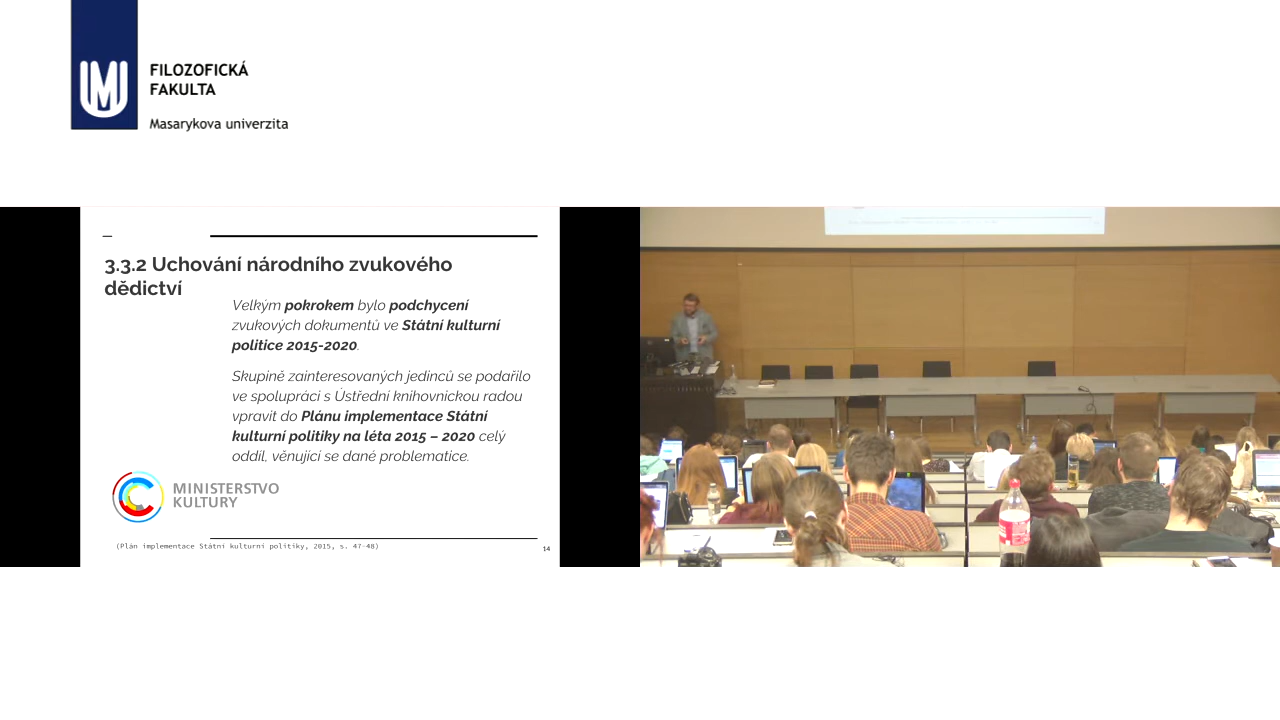 FILOZOFICKÁ
FAKULTA
Masarykova univerzita
3.3.2 Uchování národního zvukového
dědictví
Velkým pokrokem bylo podchycení
zvukových dokumentů ve Státní kulturní
politice 2015-2020.
Skupině zainteresovaných jedinců se podařilo
ve spolupráci s Ústřední knihovnickou radou
vpravit do Plánu implementace Státní
kulturní politiky na léta 2015 – 2020 celý
oddíl, věnující se dané problematice.
MINISTERSTVO
KULTURY
(Plán implementace Státní kulturní politiky, 2015, s. 47-48)
14